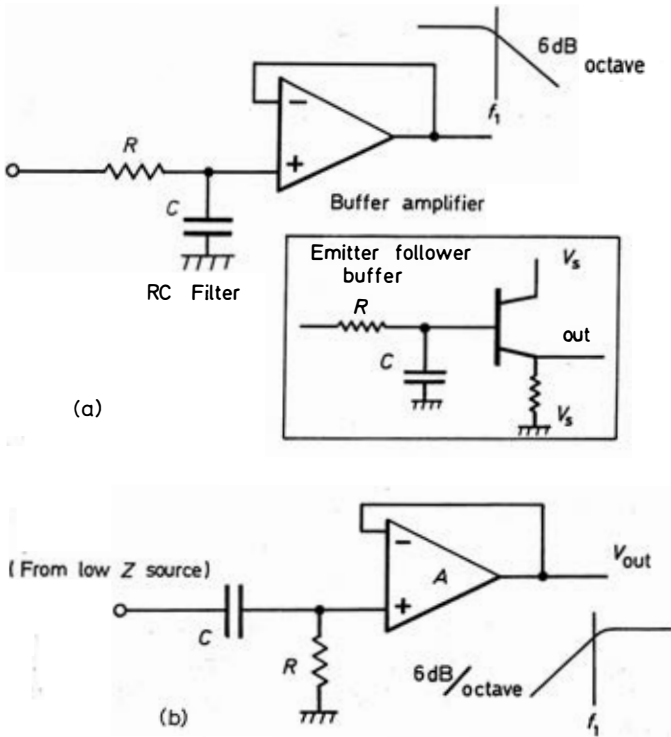 6dB
octave
f₁
R
C
−
+
Buffer amplifier
RC Filter
Emitter follower
buffer
R
C
Vₛ
out
Vₛ
(a)
(From low Z source)
C
R
−
+
A
Vout
6dB/octave
f₁
(b)